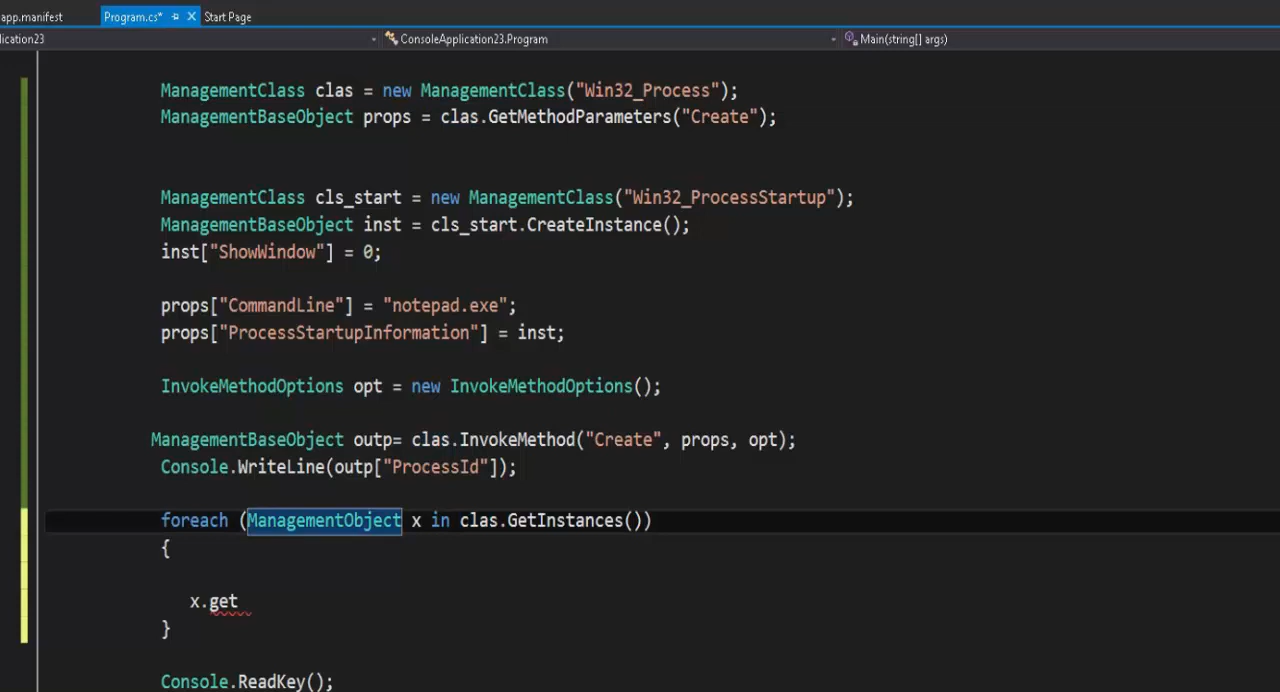 app.manifest Program.cs* Start Page
lication23 ConsoleApplication23.Program Main(string[] args)
ManagementClass clas = new ManagementClass("Win32_Process");
ManagementBaseObject props = clas.GetMethodParameters("Create");
ManagementClass cls_start = new ManagementClass("Win32_ProcessStartup");
ManagementBaseObject inst = cls_start.CreateInstance();
inst["ShowWindow"] = 0;
props["CommandLine"] = "notepad.exe";
props["ProcessStartupInformation"] = inst;
InvokeMethodOptions opt = new InvokeMethodOptions();
ManagementBaseObject outp= clas.InvokeMethod("Create", props, opt);
Console.WriteLine(outp["ProcessId"]);
foreach (ManagementObject x in clas.GetInstances())
{
x.get
}
Console.ReadKey();